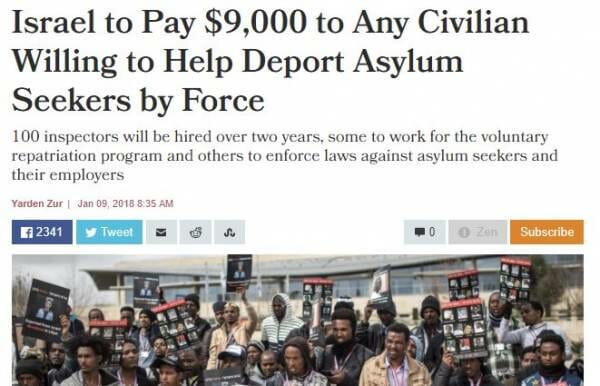 Israel to Pay $9,000 to Any Civilian
Willing to Help Deport Asylum
Seekers by Force
100 inspectors will be hired over two years, some to work for the voluntary
repatriation program and others to enforce laws against asylum seekers and
their employers
Yarden Zur | Jan 09, 2018 8:35 AM
2341 Tweet 0 Zen Subscribe